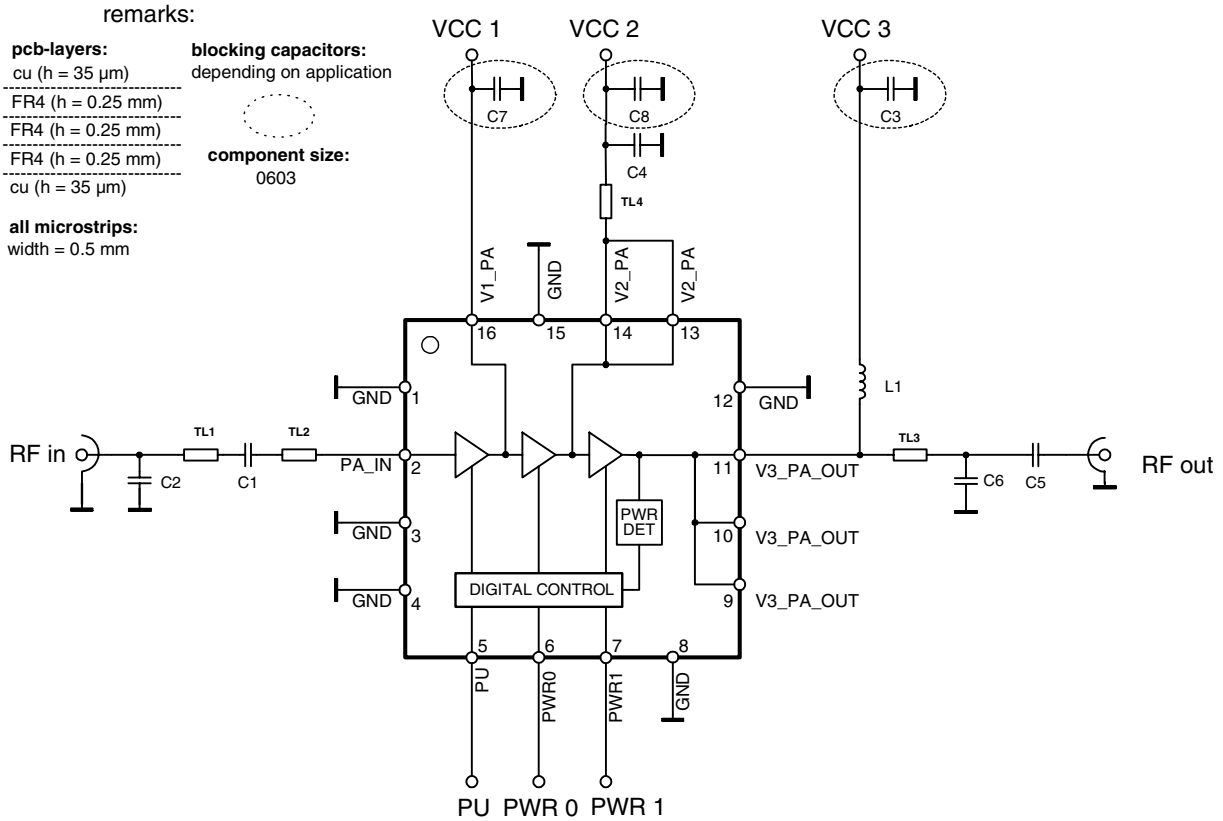 remarks:
pcb-layers:
cu (h = 35 µm)
FR4 (h = 0.25 mm)
FR4 (h = 0.25 mm)
FR4 (h = 0.25 mm)
cu (h = 35 µm)
all microstrips:
width = 0.5 mm
blocking capacitors:
depending on application
component size:
0603
VCC 1
VCC 2
VCC 3
C7
C8
C3
C4
TL4
V1_PA
GND
V2_PA
V2_PA
16
15
14
13
L1
GND
1
12
GND
RF in
C2
TL1
C1
TL2
PA_IN
2
11
V3_PA_OUT
TL3
C6
C5
RF out
GND
3
PWR
DET
10
V3_PA_OUT
GND
4
DIGITAL CONTROL
9
V3_PA_OUT
5
6
7
8
PU
PWR0
PWR1
GND
PU
PWR 0
PWR 1